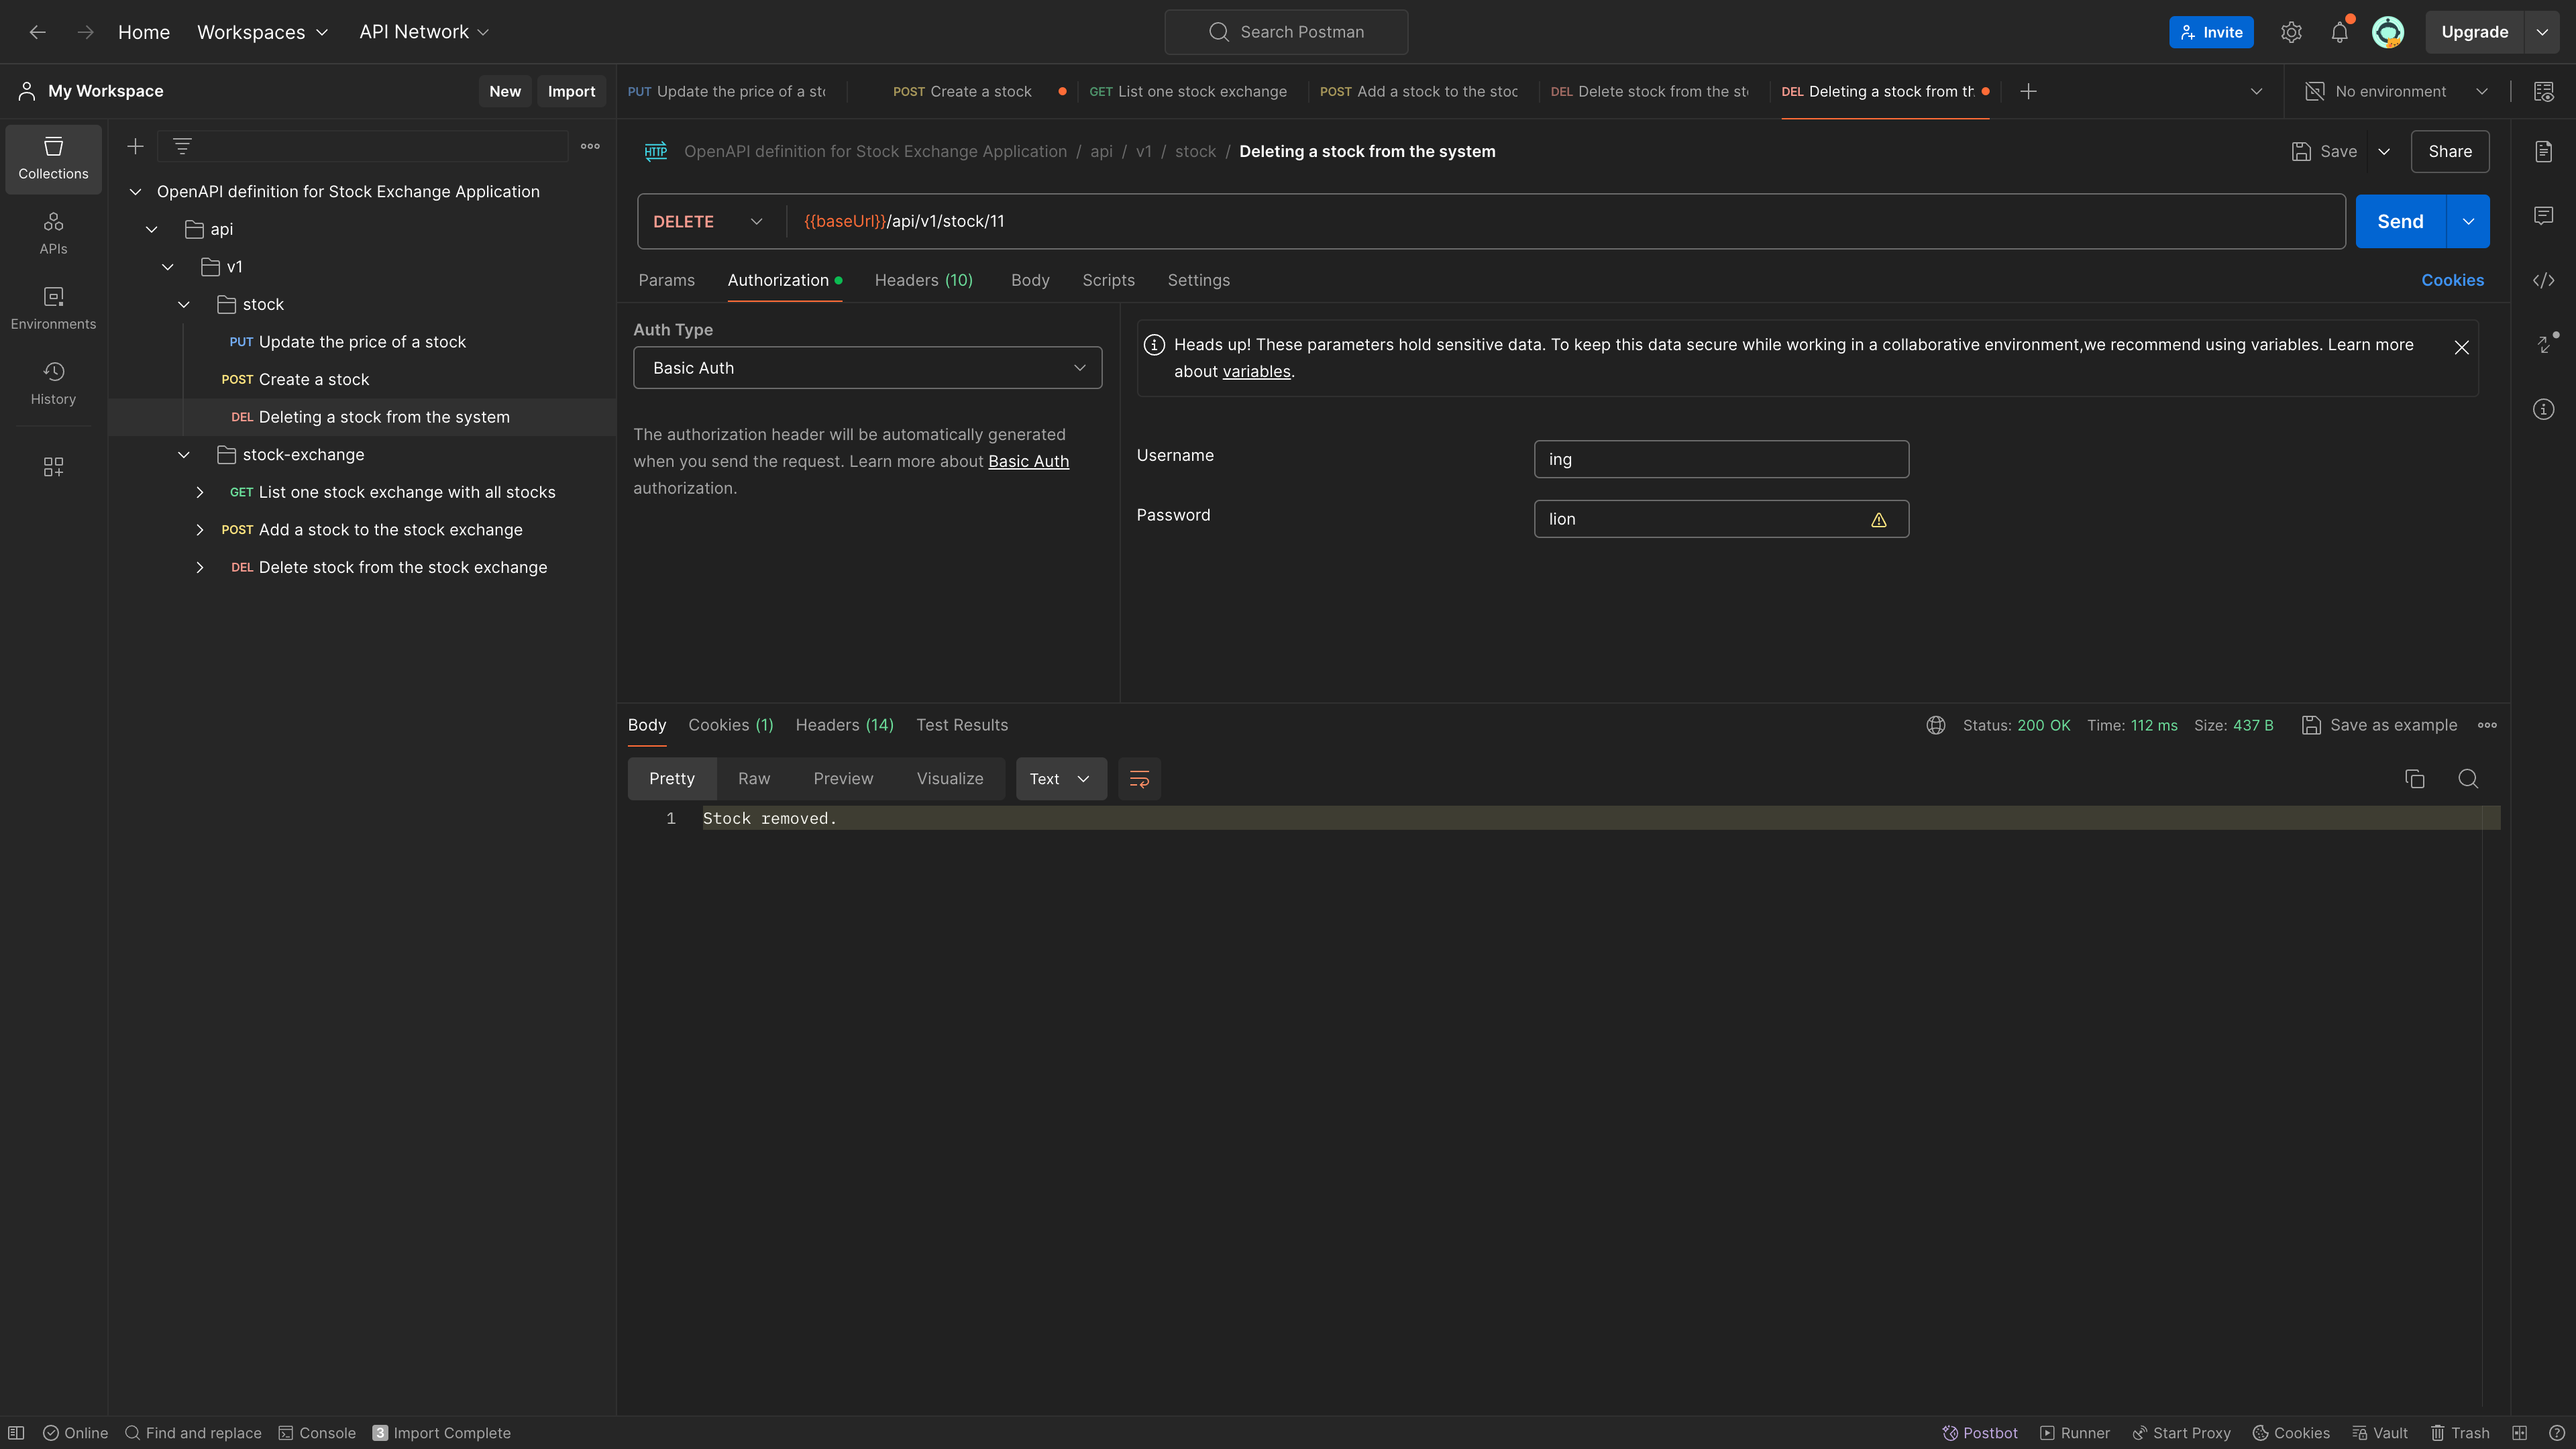 Home Workspaces API Network Search Postman Invite Upgrade
My Workspace New Import
PUT Update the price of a sto
POST Create a stock
GET List one stock exchange
POST Add a stock to the stoc
DEL Delete stock from the st
DEL Deleting a stock from th
No environment
Collections
APIs
Environments
History
OpenAPI definition for Stock Exchange Application
api
v1
stock
PUT Update the price of a stock
POST Create a stock
DEL Deleting a stock from the system
stock-exchange
GET List one stock exchange with all stocks
POST Add a stock to the stock exchange
DEL Delete stock from the stock exchange
HTTP OpenAPI definition for Stock Exchange Application / api / v1 / stock / Deleting a stock from the system
Save Share
DELETE {{baseUrl}}/api/v1/stock/11 Send
Params Authorization Headers (10) Body Scripts Settings Cookies
Auth Type
Basic Auth
The authorization header will be automatically generated
when you send the request. Learn more about Basic Auth
authorization.
Heads up! These parameters hold sensitive data. To keep this data secure while working in a collaborative environment,we recommend using variables. Learn more
about variables.
Username ing
Password lion
Body Cookies (1) Headers (14) Test Results Status: 200 OK Time: 112 ms Size: 437 B Save as example
Pretty Raw Preview Visualize Text
1 Stock removed.
Online Find and replace Console 3 Import Complete Postbot Runner Start Proxy Cookies Vault Trash